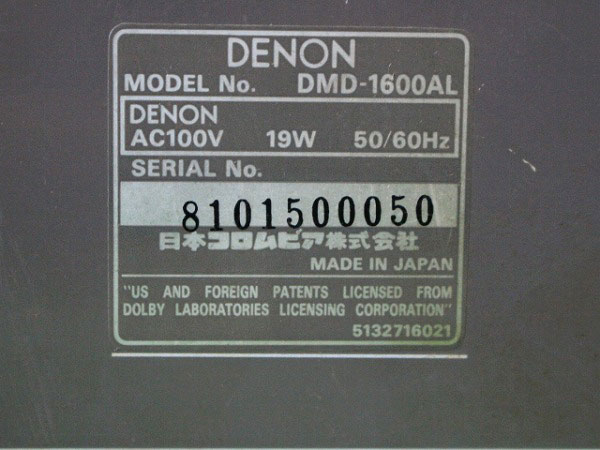 DENON
MODEL No. DMD-1600AL
DENON
AC100V 19W 50/60Hz
SERIAL No.
8101500050
日本コロムビア株式会社
MADE IN JAPAN
"US AND FOREIGN PATENTS LICENSED FROM
DOLBY LABORATORIES LICENSING CORPORATION"
5132716021